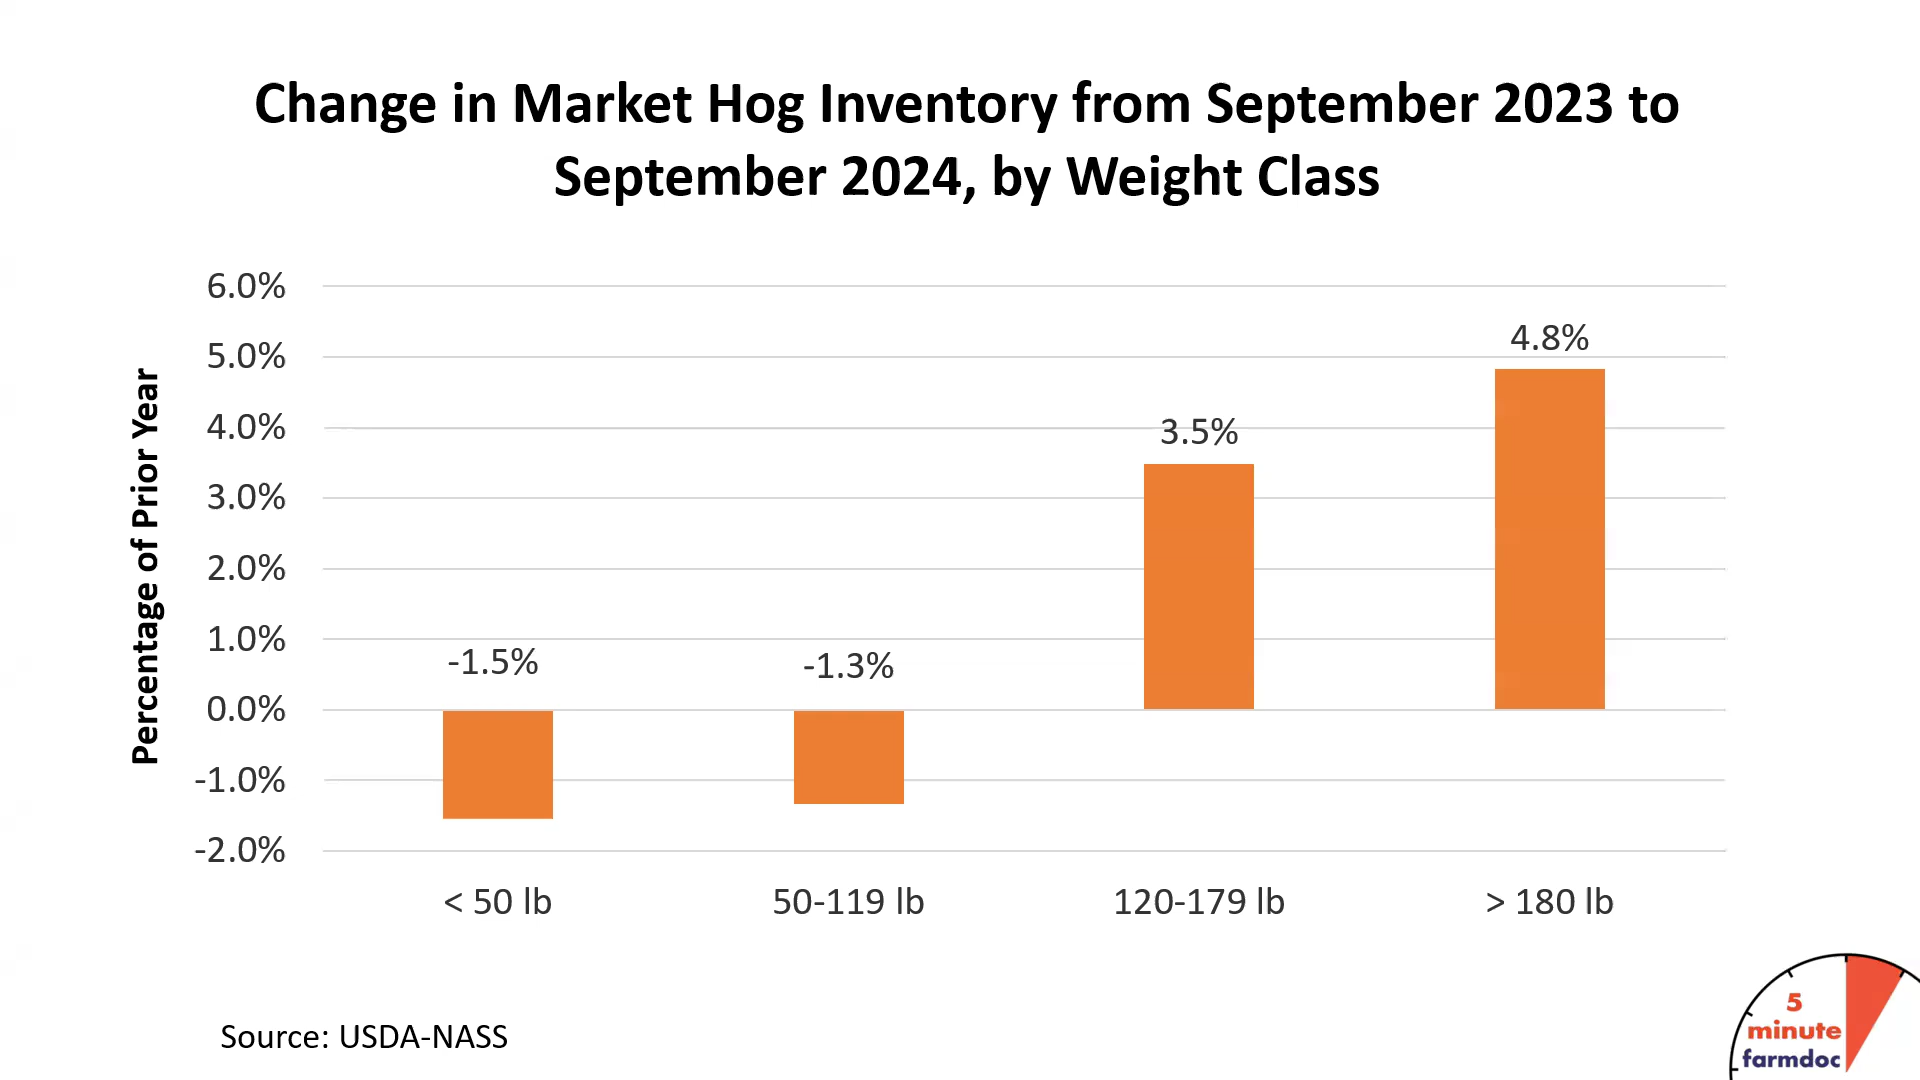 Change in Market Hog Inventory from September 2023 to
September 2024, by Weight Class
Percentage of Prior Year
6.0%
5.0%
4.0%
3.0%
2.0%
1.0%
0.0%
-1.0%
-2.0%
-1.5%
-1.3%
3.5%
4.8%
< 50 lb
50-119 lb
120-179 lb
> 180 lb
Source: USDA-NASS
5
minute
farmdoc